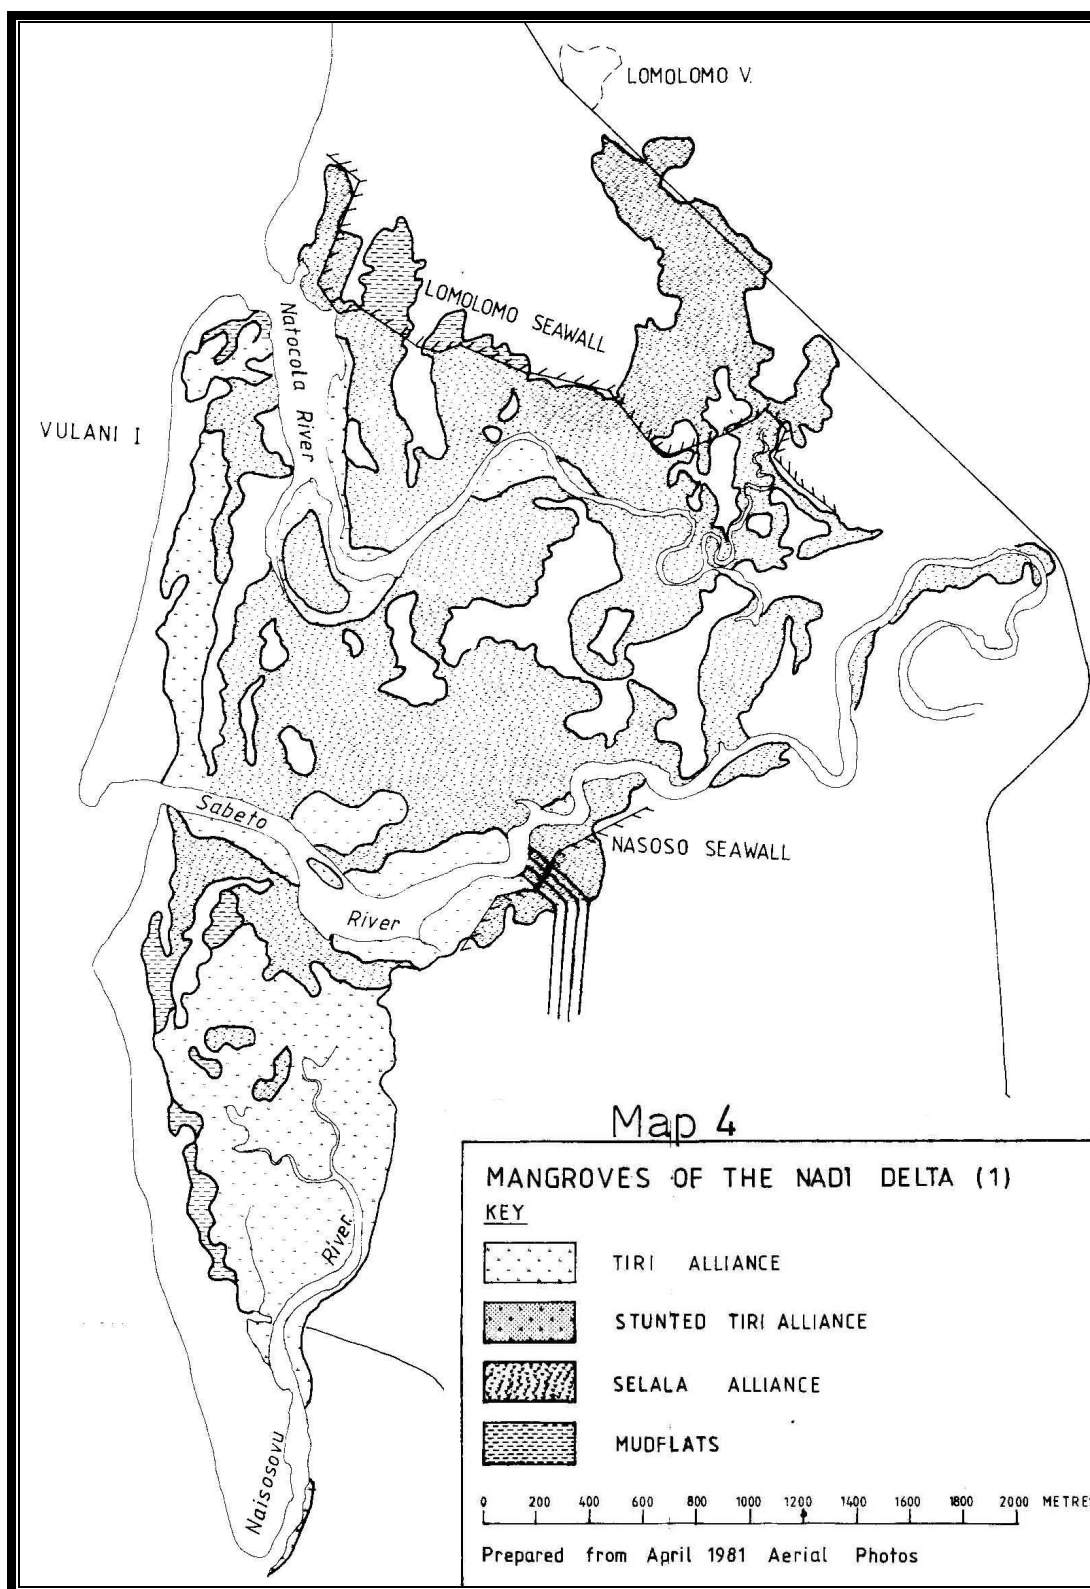 LOMOLOMO V.
LOMOLOMO SEAWALL
Natocola River
VULANI I
Sabeto
River
NASOSO SEAWALL
River
Naisosovu
Map 4
MANGROVES OF THE NADI DELTA (1)
KEY
TIRI ALLIANCE
STUNTED TIRI ALLIANCE
SELALA ALLIANCE
MUDFLATS
0 200 400 600 800 1000 1200 1400 1600 1800 2000 METRES
Prepared from April 1981 Aerial Photos